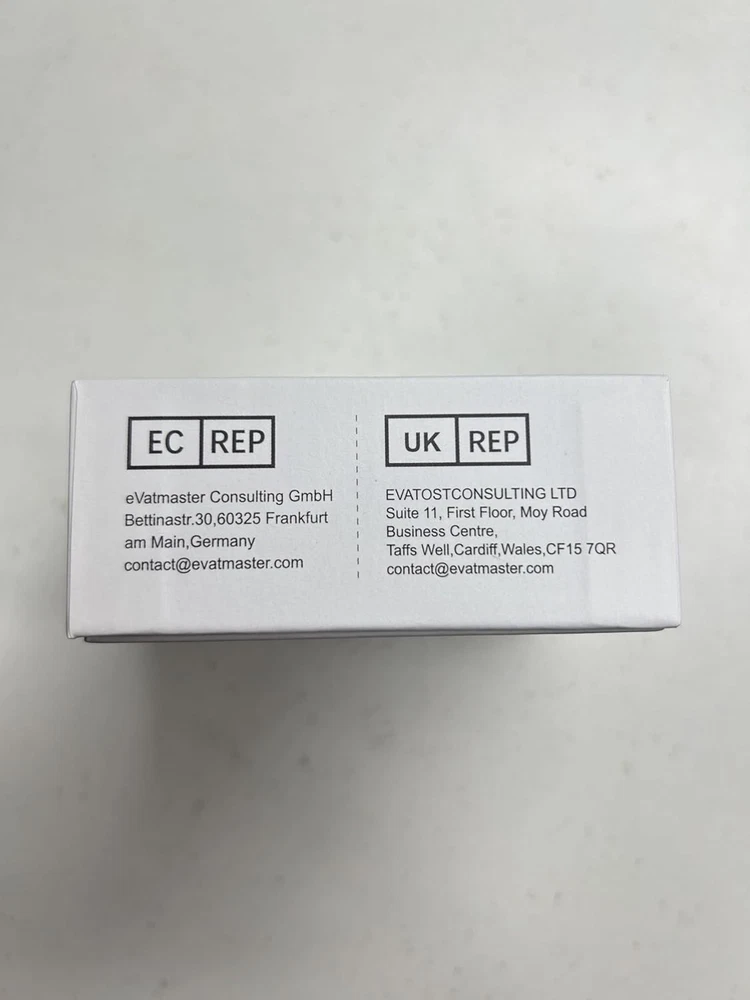 EC REP
eVatmaster Consulting GmbH
Bettinastr.30,60325 Frankfurt
am Main,Germany
contact@evatmaster.com
UK REP
EVATOSTCONSULTING LTD
Suite 11, First Floor, Moy Road
Business Centre,
Taffs Well,Cardiff,Wales,CF15 7QR
contact@evatmaster.com